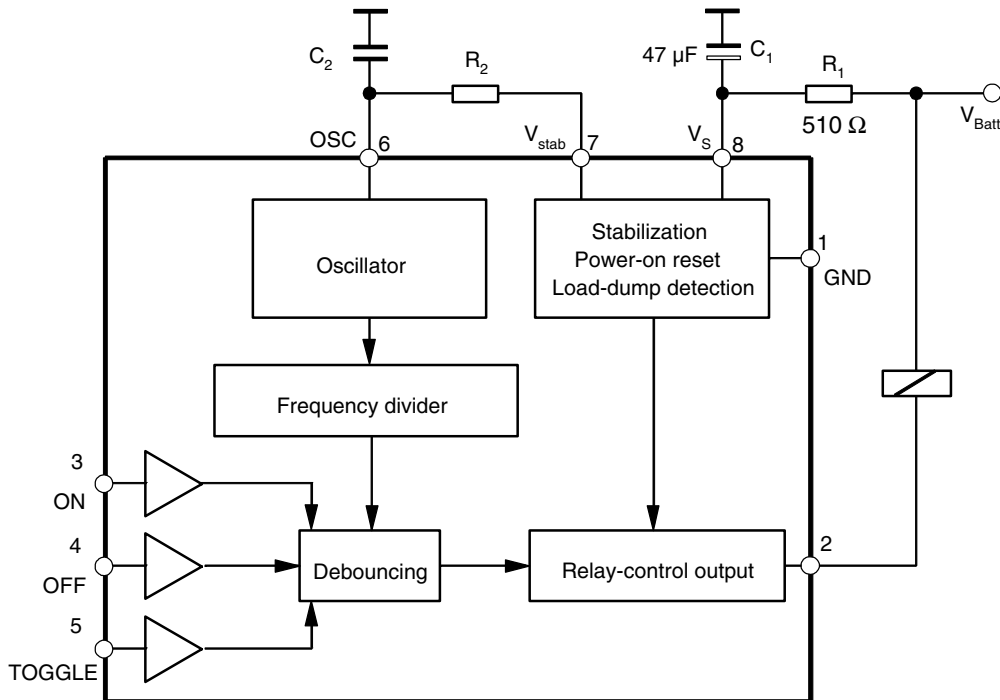 C2
R2
47 µF
C1
R1
510 Ω
VBatt
OSC
6
Vstab
7
VS
8
Oscillator
Stabilization
Power-on reset
Load-dump detection
1
GND
Frequency divider
3
ON
4
OFF
5
TOGGLE
Debouncing
Relay-control output
2